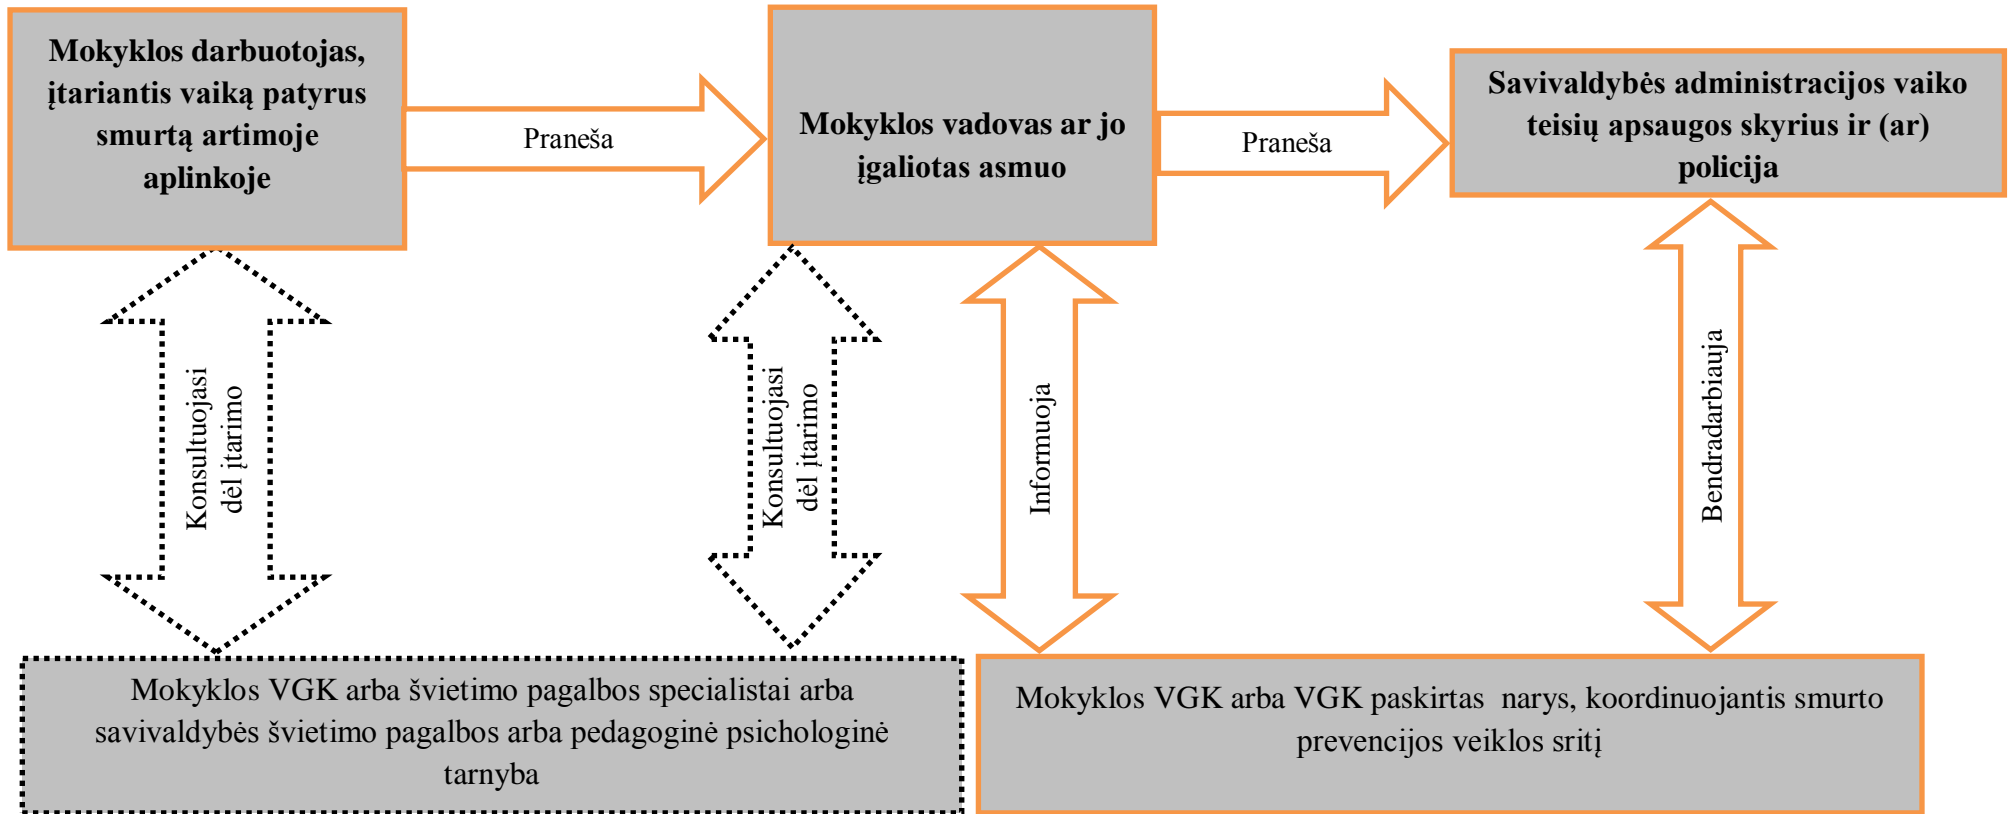 Mokyklos darbuotojas,
įtariantis vaiką patyrus
smurtą artimoje
aplinkoje
Praneša
Mokyklos vadovas ar jo
įgaliotas asmuo
Praneša
Savivaldybės administracijos vaiko
teisių apsaugos skyrius ir (ar)
policija
Konsultuojasi
dėl įtarimo
Konsultuojasi
dėl įtarimo
Informuoja
Bendradarbiauja
Mokyklos VGK arba švietimo pagalbos specialistai arba
savivaldybės švietimo pagalbos arba pedagoginė psichologinė
tarnyba
Mokyklos VGK arba VGK paskirtas  narys, koordinuojantis smurto
prevencijos veiklos sritį